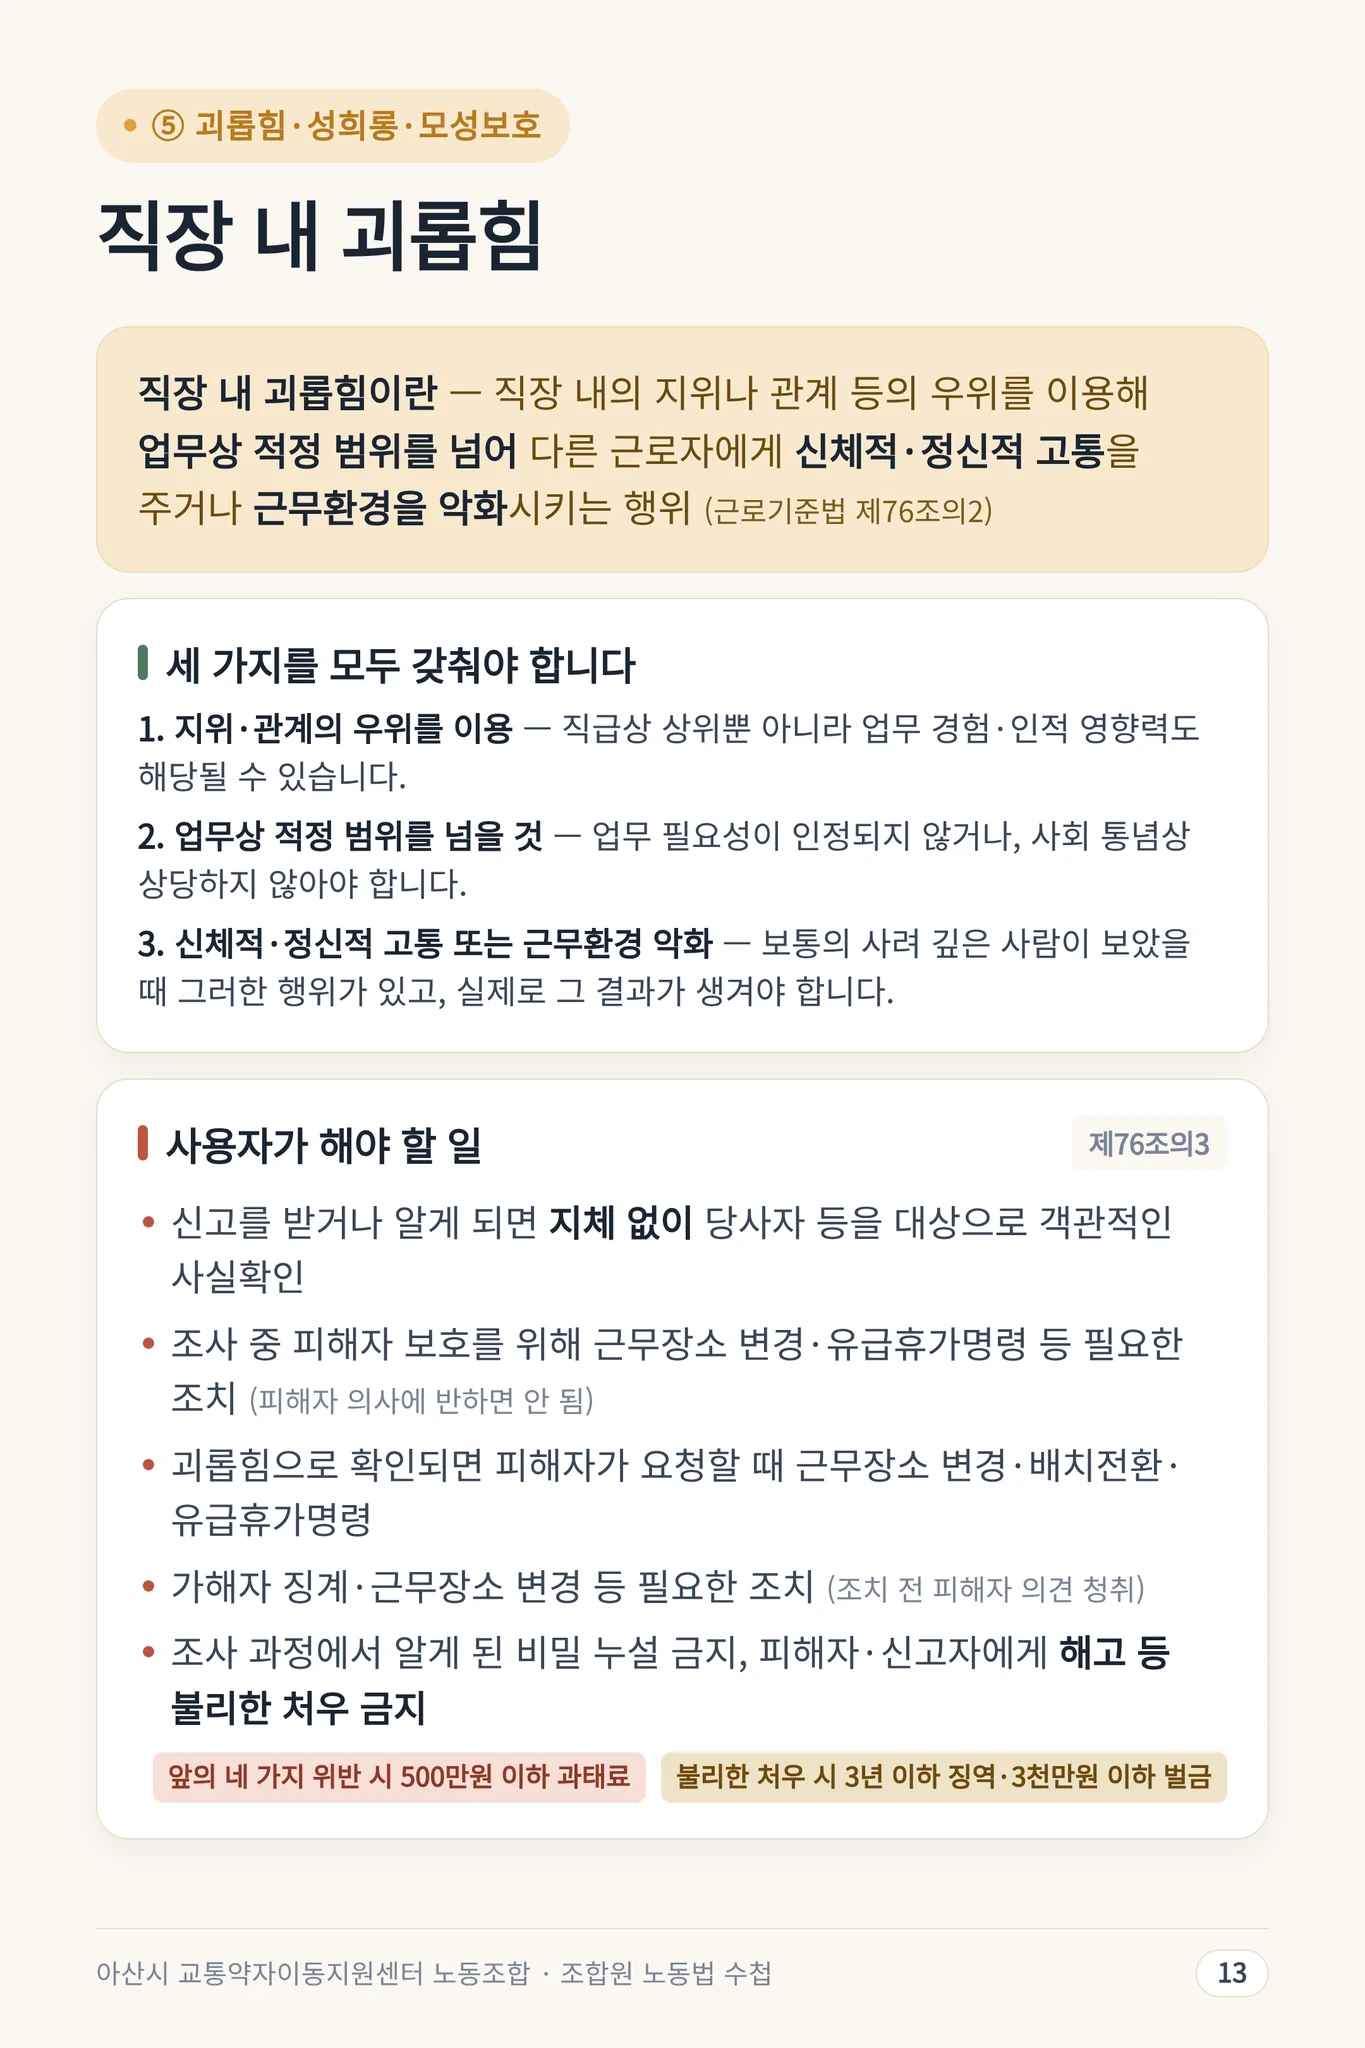 • ⑤ 괴롭힘·성희롱·모성보호
직장 내 괴롭힘
직장 내 괴롭힘이란 — 직장 내의 지위나 관계 등의 우위를 이용해
업무상 적정 범위를 넘어 다른 근로자에게 신체적·정신적 고통을
주거나 근무환경을 악화시키는 행위 (근로기준법 제76조의2)
세 가지를 모두 갖춰야 합니다
1. 지위·관계의 우위를 이용 — 직급상 상위뿐 아니라 업무 경험·인적 영향력도
해당될 수 있습니다.
2. 업무상 적정 범위를 넘을 것 — 업무 필요성이 인정되지 않거나, 사회 통념상
상당하지 않아야 합니다.
3. 신체적·정신적 고통 또는 근무환경 악화 — 보통의 사려 깊은 사람이 보았을
때 그러한 행위가 있고, 실제로 그 결과가 생겨야 합니다.
사용자가 해야 할 일
제76조의3
• 신고를 받거나 알게 되면 지체 없이 당사자 등을 대상으로 객관적인
사실확인
• 조사 중 피해자 보호를 위해 근무장소 변경·유급휴가명령 등 필요한
조치 (피해자 의사에 반하면 안 됨)
• 괴롭힘으로 확인되면 피해자가 요청할 때 근무장소 변경·배치전환·
유급휴가명령
• 가해자 징계·근무장소 변경 등 필요한 조치 (조치 전 피해자 의견 청취)
• 조사 과정에서 알게 된 비밀 누설 금지, 피해자·신고자에게 해고 등
불리한 처우 금지
앞의 네 가지 위반 시 500만원 이하 과태료
불리한 처우 시 3년 이하 징역·3천만원 이하 벌금
아산시 교통약자이동지원센터 노동조합 · 조합원 노동법 수첩
13